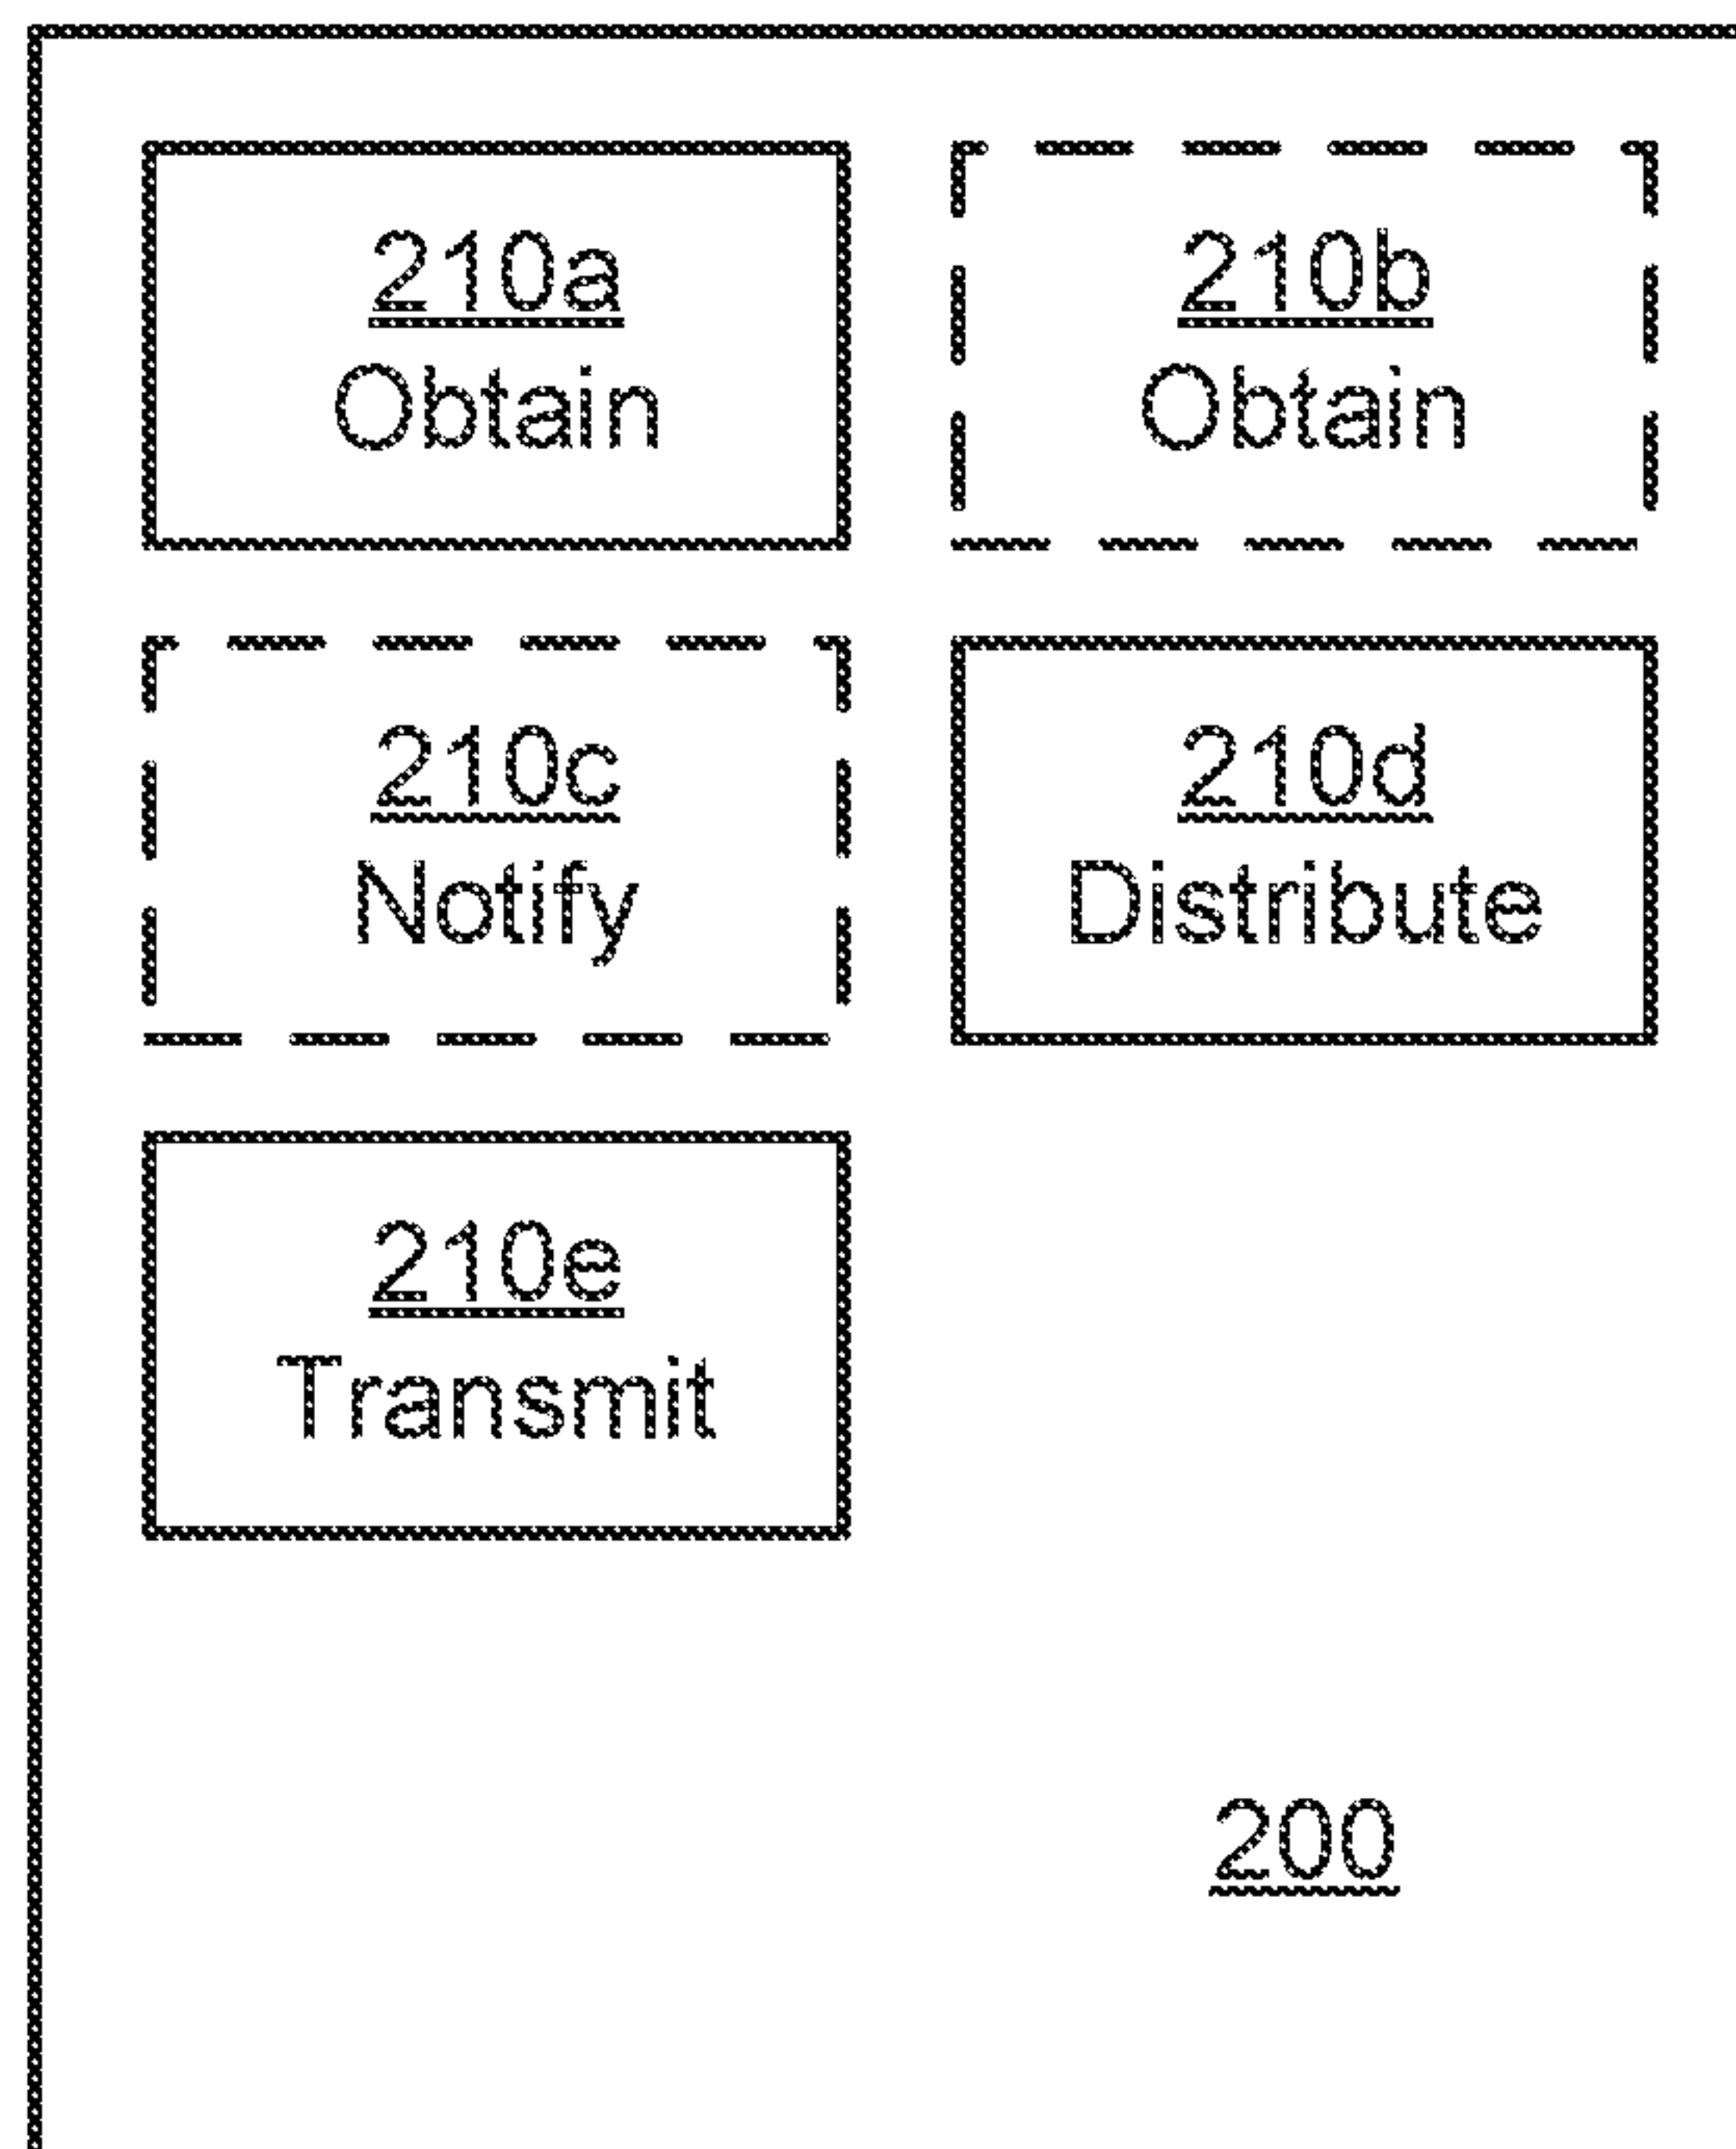 210a
Obtain
210b
Obtain
210c
Notify
210d
Distribute
210e
Transmit
200